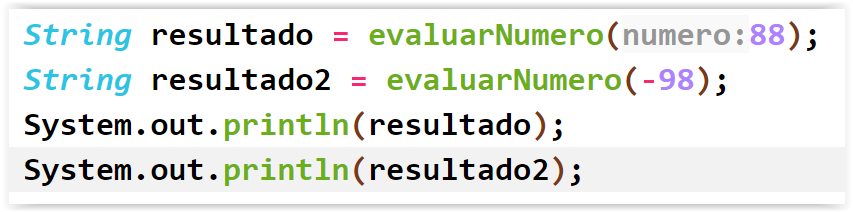 String resultado = evaluarNumero(numero:88);
String resultado2 = evaluarNumero(-98);
System.out.println(resultado);
System.out.println(resultado2);